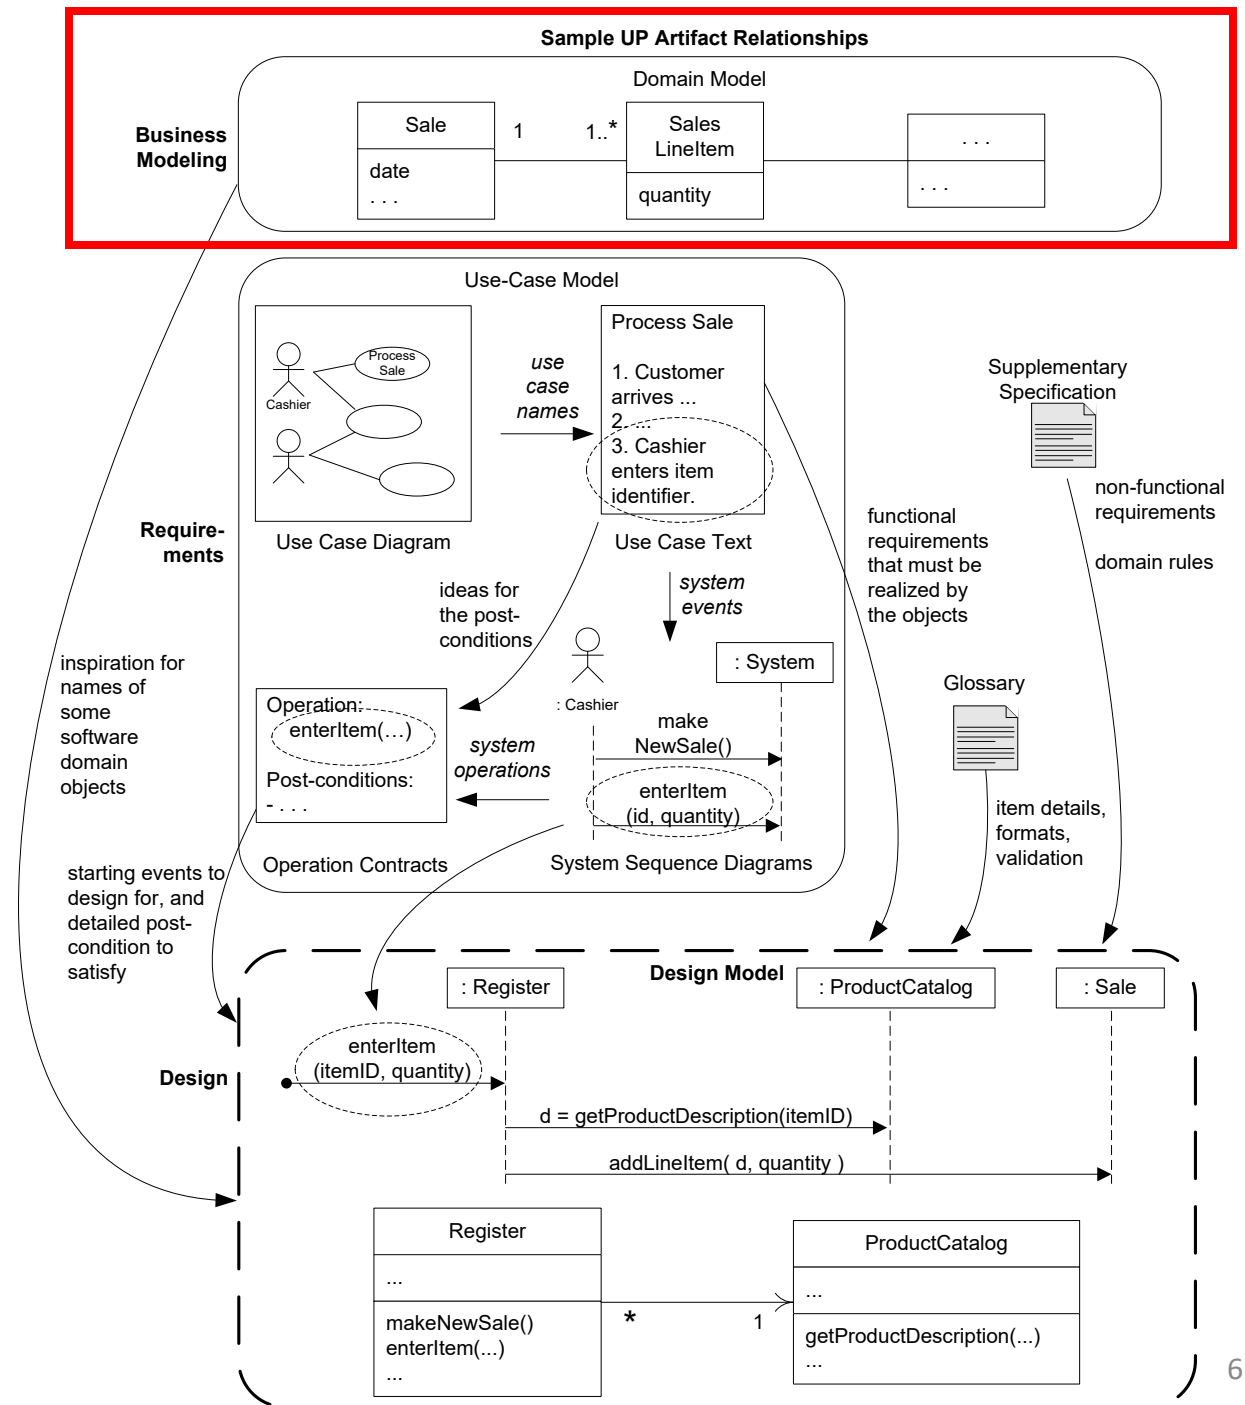 Sample UP Artifact Relationships
Domain Model
Business
Modeling
Sale
date
. . .
1
1..*
Sales
LineItem
quantity
. . .
. . .
Use-Case Model
Process
Sale
Cashier
Use Case Diagram
use
case
names
Process Sale
1. Customer
arrives ...
2. ...
3. Cashier
enters item
identifier.
Use Case Text
Require-
ments
Supplementary
Specification
non-functional
requirements
domain rules
functional
requirements
that must be
realized by
the objects
ideas for
the post-
conditions
system
events
inspiration for
names of
some
software
domain
objects
Operation:
enterItem(…)
Post-conditions:
- . . .
Operation Contracts
system
operations
: Cashier
: System
make
NewSale()
enterItem
(id, quantity)
System Sequence Diagrams
Glossary
item details,
formats,
validation
starting events to
design for, and
detailed post-
condition to
satisfy
Design Model
: Register
: ProductCatalog
: Sale
Design
enterItem
(itemID, quantity)
d = getProductDescription(itemID)
addLineItem( d, quantity )
Register
...
makeNewSale()
enterItem(...)
...
*
1
ProductCatalog
...
getProductDescription(...)
...
6